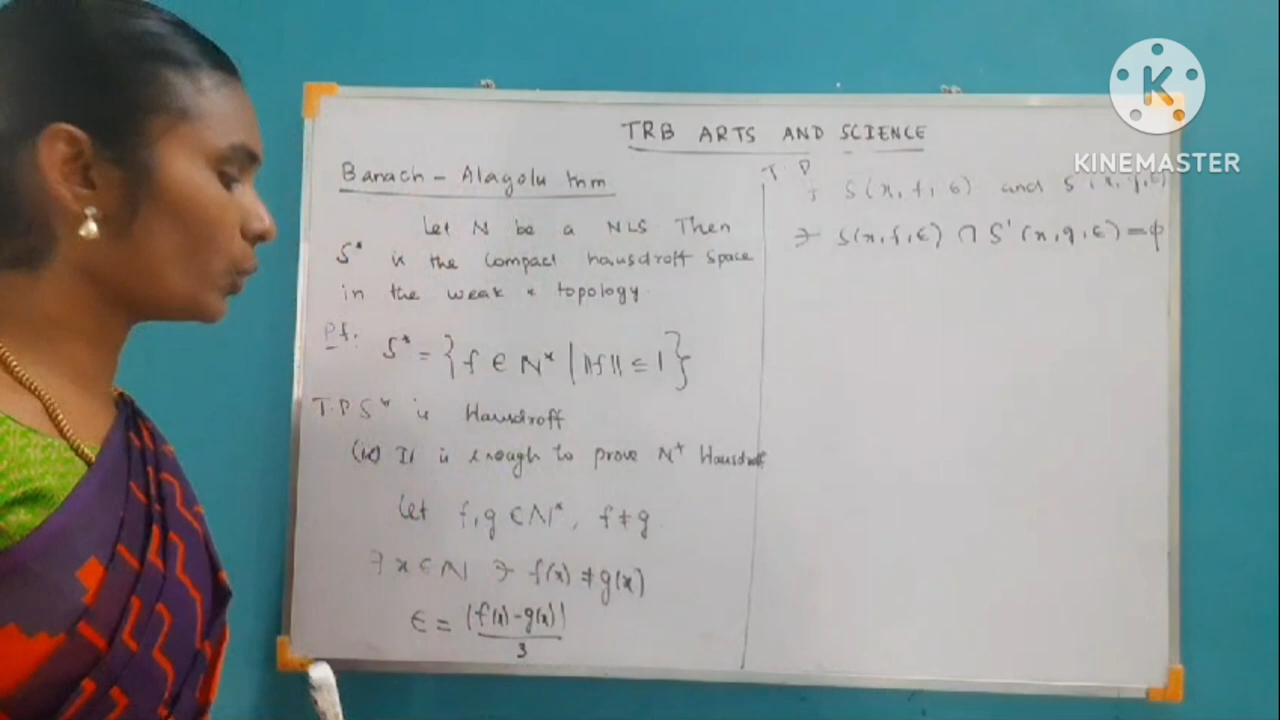 TRB ARTS AND SCIENCE
Banach - Alagolu thm
Let N be a NLS Then
S* is the compact hausdroff space
in the weak * topology.
Pf:
S* = {f ∈ N* | ||f|| ≤ 1}
T.P S* is Hausdroff
(ie) It is enough to prove N* Hausdroff
Let f, g ∈ N*, f ≠ g
∃ x ∈ N ∋ f(x) ≠ g(x)
ϵ = |f(x) - g(x)|
3
T.P
∃ S(x, f, ϵ) and S'(x, g, ϵ)
∋ S(x, f, ϵ) ∩ S'(x, g, ϵ) = ϕ
K
KINEMASTER